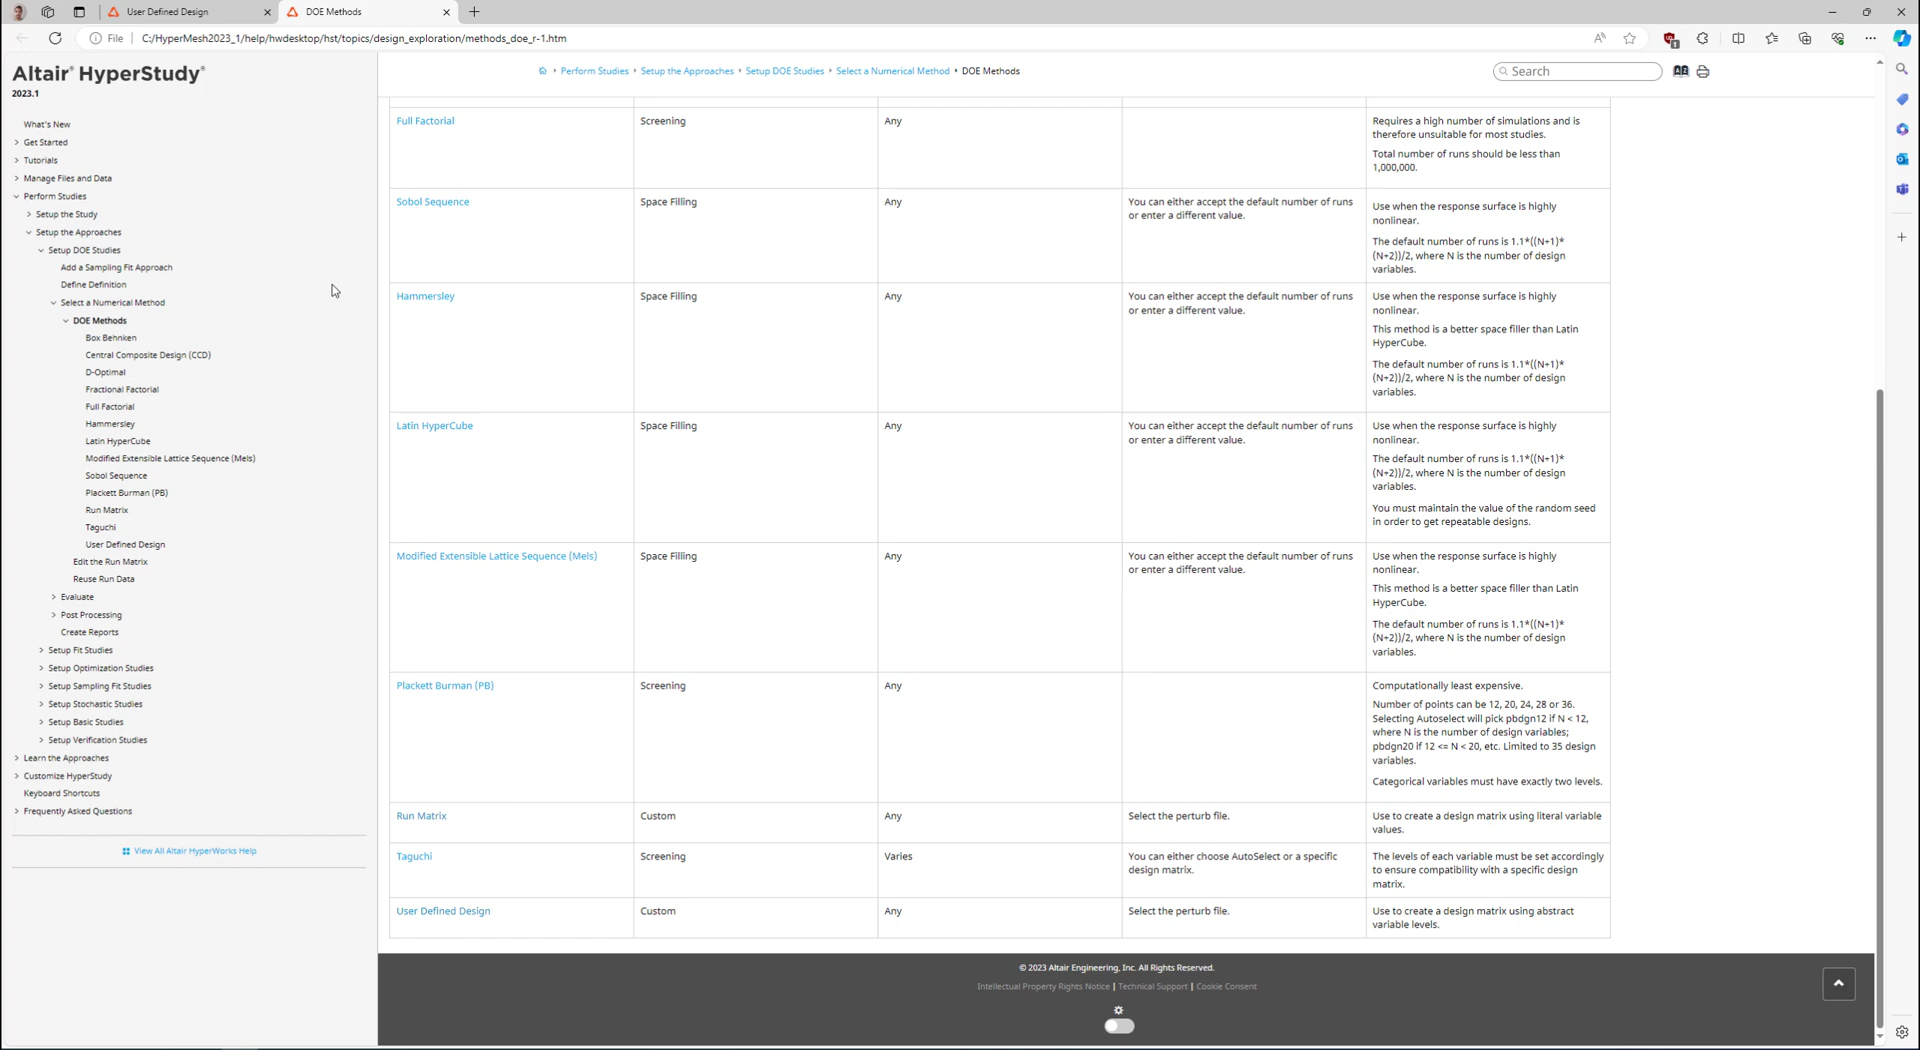 User Defined Design
DOE Methods
File
C:/HyperMesh2023_1/help/hwdesktop/hst/topics/design_exploration/methods_doe_r-1.htm
Altair® HyperStudy®
2023.1
What's New
Get Started
Tutorials
Manage Files and Data
Perform Studies
Setup the Study
Setup the Approaches
Setup DOE Studies
Add a Sampling Fit Approach
Define Definition
Select a Numerical Method
DOE Methods
Box Behnken
Central Composite Design (CCD)
D-Optimal
Fractional Factorial
Full Factorial
Hammersley
Latin HyperCube
Modified Extensible Lattice Sequence (Mels)
Sobol Sequence
Plackett Burman (PB)
Run Matrix
Taguchi
User Defined Design
Edit the Run Matrix
Reuse Run Data
Evaluate
Post Processing
Create Reports
Setup Fit Studies
Setup Optimization Studies
Setup Sampling Fit Studies
Setup Stochastic Studies
Setup Basic Studies
Setup Verification Studies
Learn the Approaches
Customize HyperStudy
Keyboard Shortcuts
Frequently Asked Questions
View All Altair HyperWorks Help
Perform Studies
Setup the Approaches
Setup DOE Studies
Select a Numerical Method
DOE Methods
Search
Full Factorial
Screening
Any
Requires a high number of simulations and is
therefore unsuitable for most studies.
Total number of runs should be less than
1,000,000.
Sobol Sequence
Space Filling
Any
You can either accept the default number of runs
or enter a different value.
Use when the response surface is highly
nonlinear.
The default number of runs is 1.1*((N+1)*
(N+2))/2, where N is the number of design
variables.
Hammersley
Space Filling
Any
You can either accept the default number of runs
or enter a different value.
Use when the response surface is highly
nonlinear.
This method is a better space filler than Latin
HyperCube.
The default number of runs is 1.1*((N+1)*
(N+2))/2, where N is the number of design
variables.
Latin HyperCube
Space Filling
Any
You can either accept the default number of runs
or enter a different value.
Use when the response surface is highly
nonlinear.
The default number of runs is 1.1*((N+1)*
(N+2))/2, where N is the number of design
variables.
You must maintain the value of the random seed
in order to get repeatable designs.
Modified Extensible Lattice Sequence (Mels)
Space Filling
Any
You can either accept the default number of runs
or enter a different value.
Use when the response surface is highly
nonlinear.
This method is a better space filler than Latin
HyperCube.
The default number of runs is 1.1*((N+1)*
(N+2))/2, where N is the number of design
variables.
Plackett Burman (PB)
Screening
Any
Computationally least expensive.
Number of points can be 12, 20, 24, 28 or 36.
Selecting Autoselect will pick pbdgn12 if N < 12,
where N is the number of design variables;
pbdgn20 if 12 <= N < 20, etc. Limited to 35 design
variables.
Categorical variables must have exactly two levels.
Run Matrix
Custom
Any
Select the perturb file.
Use to create a design matrix using literal variable
values.
Taguchi
Screening
Varies
You can either choose AutoSelect or a specific
design matrix.
The levels of each variable must be set accordingly
to ensure compatibility with a specific design
matrix.
User Defined Design
Custom
Any
Select the perturb file.
Use to create a design matrix using abstract
variable levels.
© 2023 Altair Engineering, Inc. All Rights Reserved.
Intellectual Property Rights Notice | Technical Support | Cookie Consent